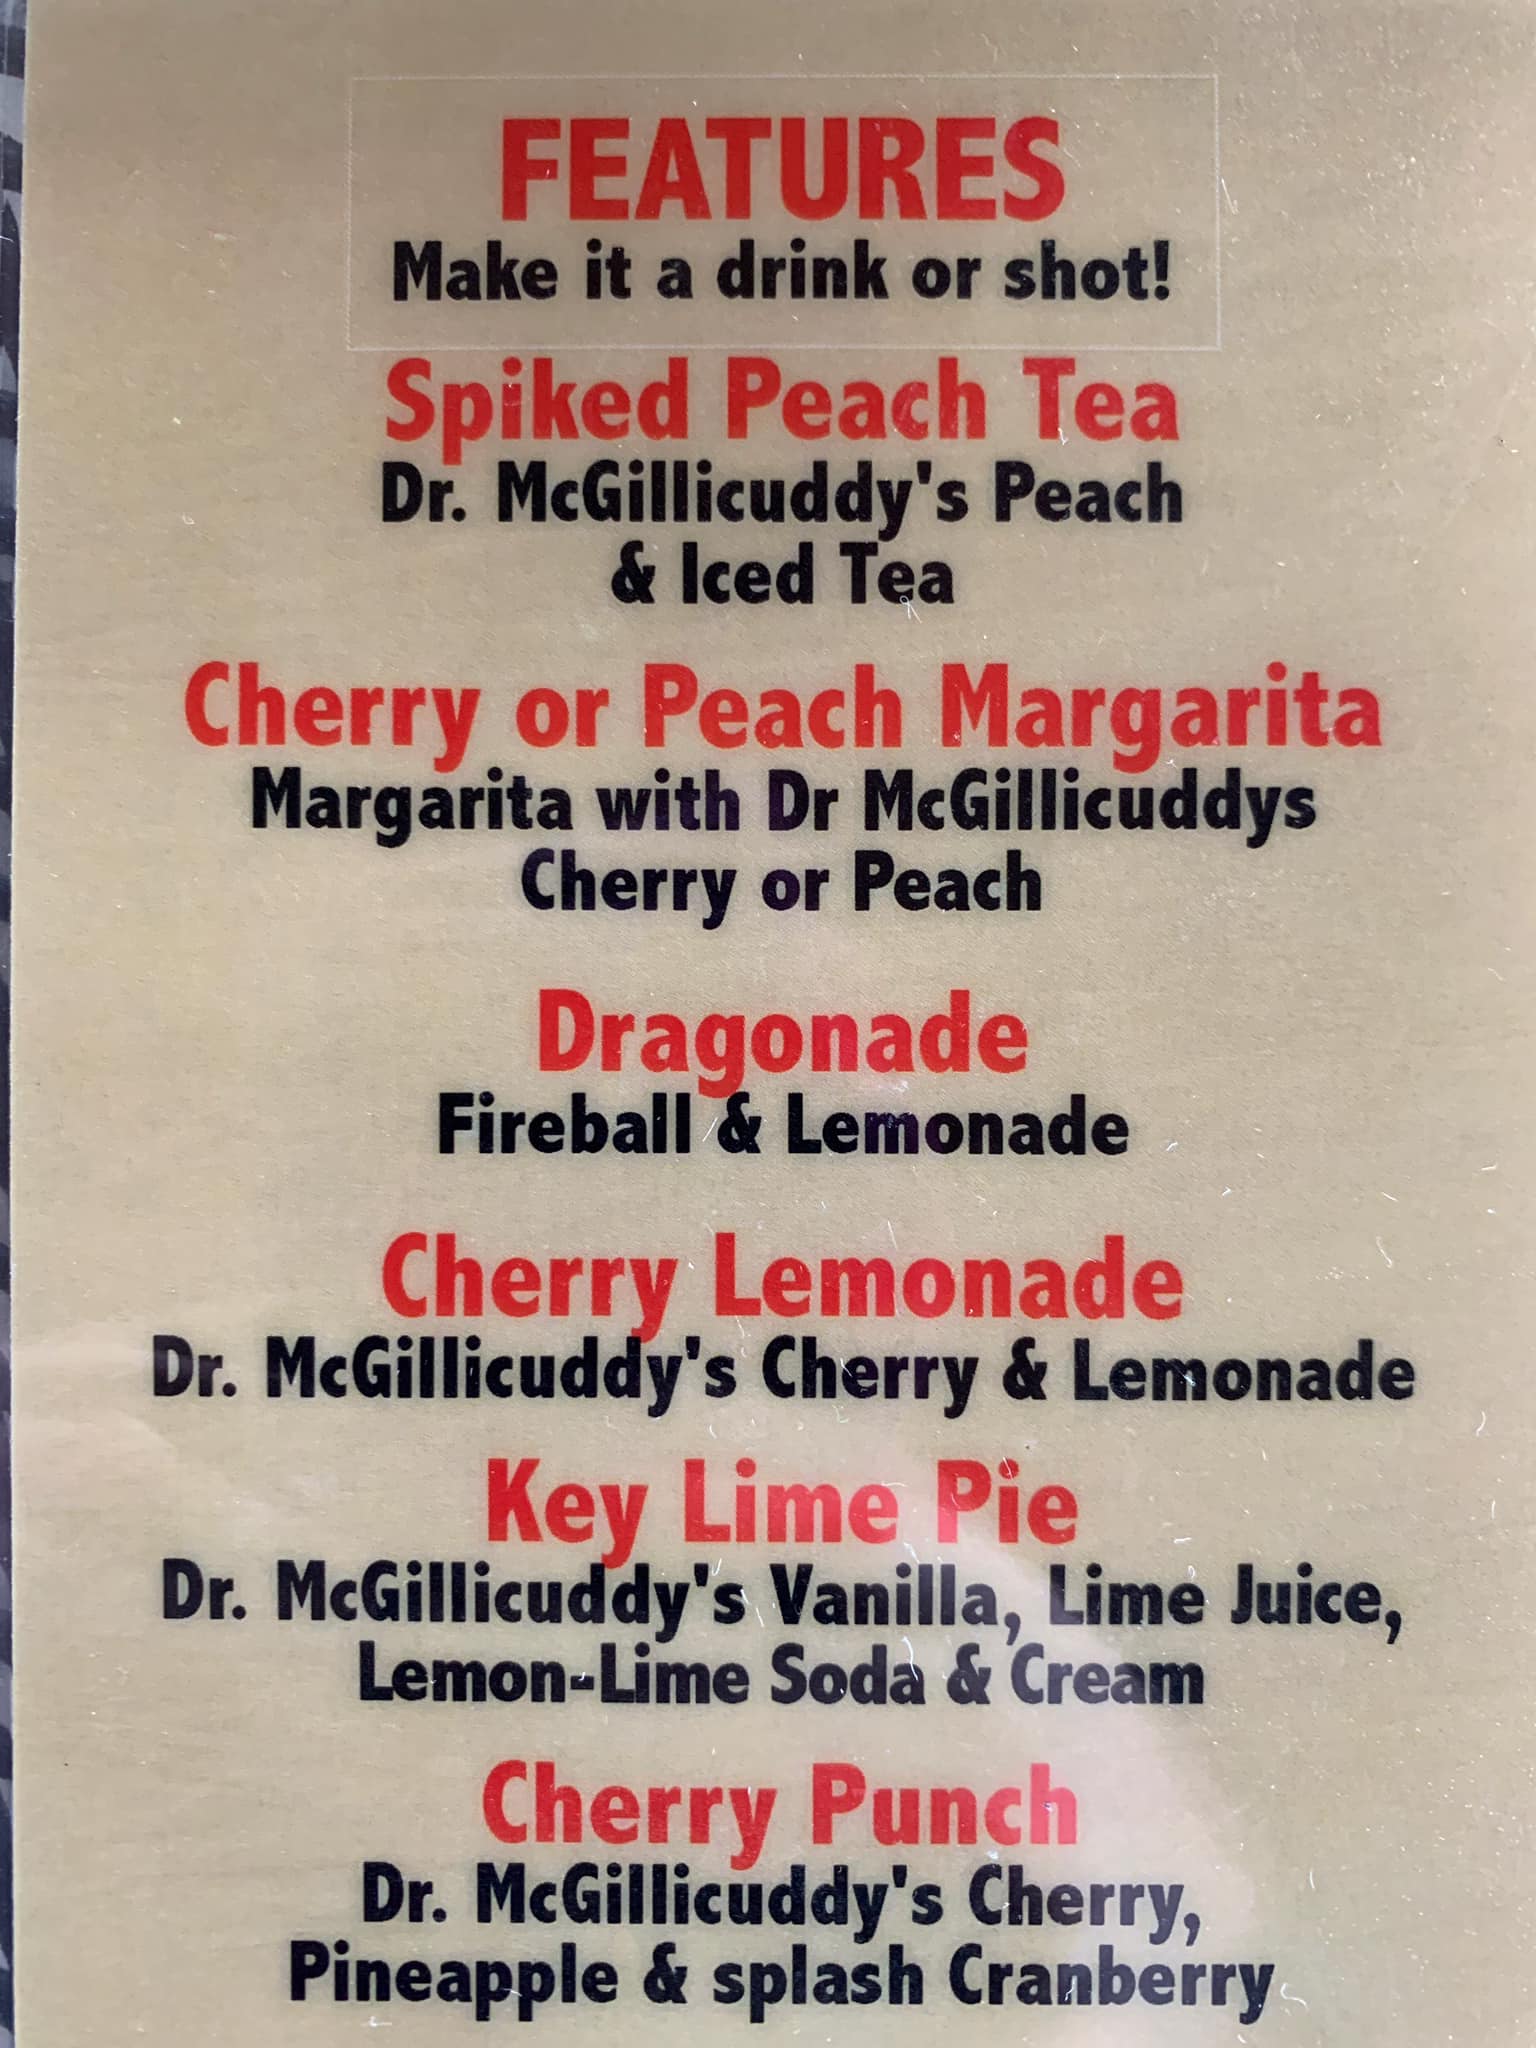 FEATURES
Make it a drink or shot!
Spiked Peach Tea
Dr. McGillicuddy's Peach
& Iced Tea
Cherry or Peach Margarita
Margarita with Dr McGillicuddys
Cherry or Peach
Dragonade
Fireball & Lemonade
Cherry Lemonade
Dr. McGillicuddy's Cherry & Lemonade
Key Lime Pie
Dr. McGillicuddy's Vanilla, Lime Juice,
Lemon-Lime Soda & Cream
Cherry Punch
Dr. McGillicuddy's Cherry,
Pineapple & splash Cranberry